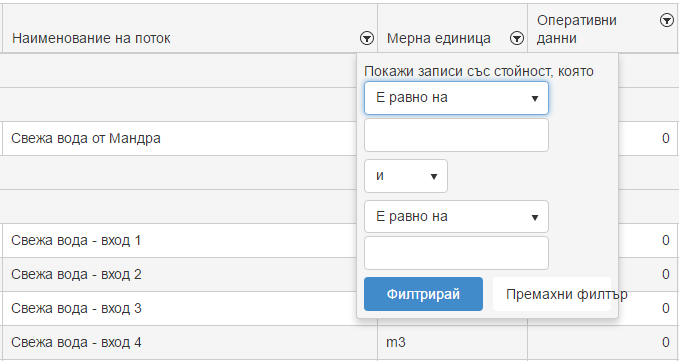 Оперативни
Наименование на поток
Мерна единица
данни
Покажи записи със стойност, която
Е равно на
Свежа вода от Мандра
0
и
Е равно на
Свежа вода - вход 1
0
Свежа вода - вход 2
0
Филтрирай
Премахни филтър
Свежа вода - вход 3
0
Свежа вода - вход 4
m3
0